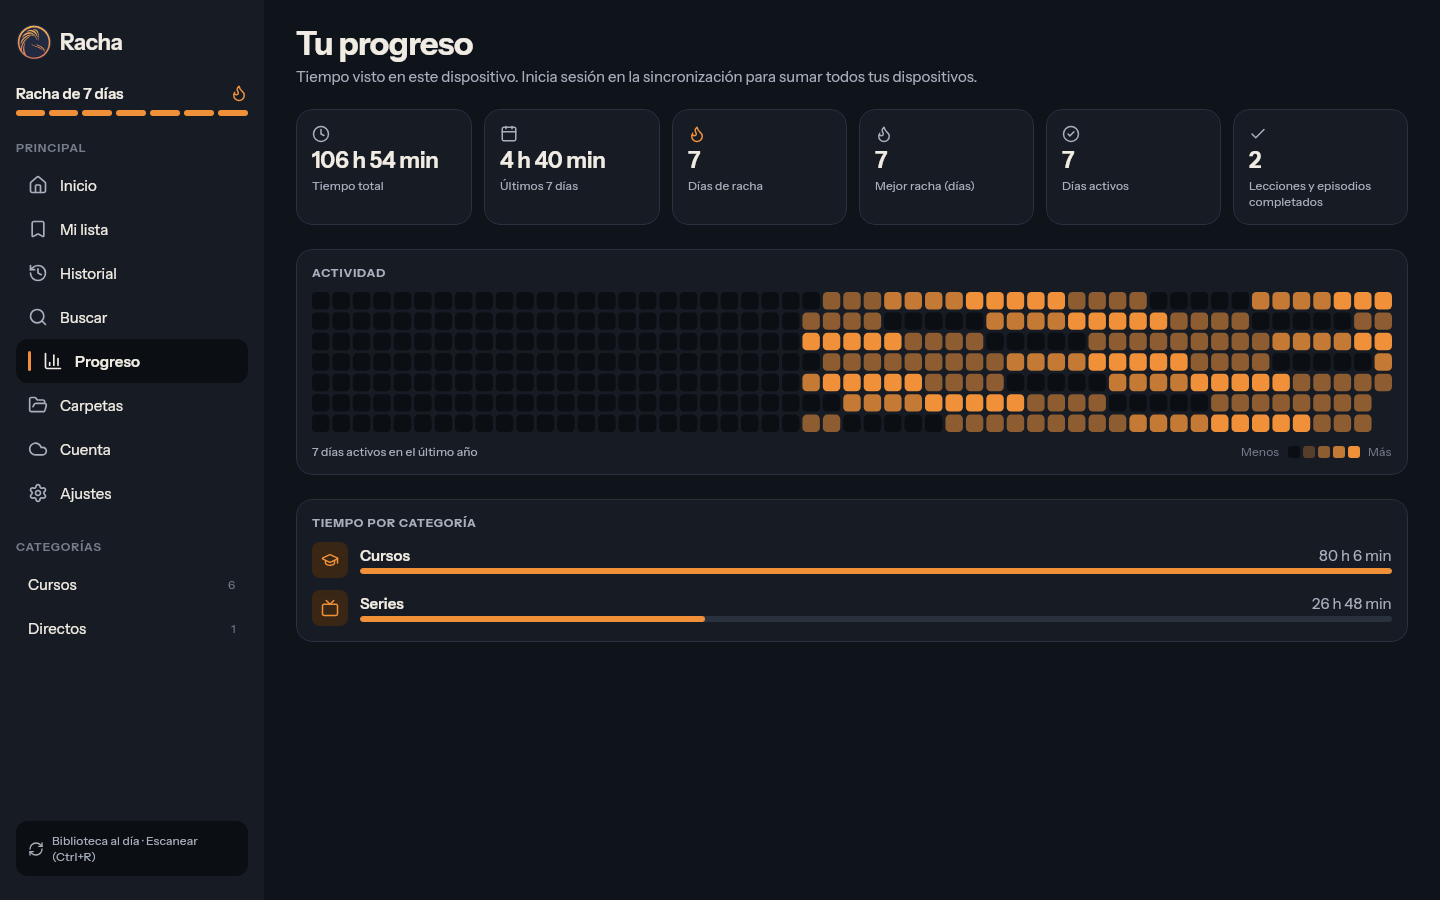 Racha
Racha de 7 días
PRINCIPAL
Inicio
Mi lista
Historial
Buscar
Progreso
Carpetas
Cuenta
Ajustes
CATEGORÍAS
Cursos 6
Directos 1
Biblioteca al día · Escanear
(Ctrl+R)
Tu progreso
Tiempo visto en este dispositivo. Inicia sesión en la sincronización para sumar todos tus dispositivos.
106 h 54 min
Tiempo total
4 h 40 min
Últimos 7 días
7
Días de racha
7
Mejor racha (días)
7
Días activos
2
Lecciones y episodios
completados
ACTIVIDAD
7 días activos en el último año
Menos Más
TIEMPO POR CATEGORÍA
Cursos 80 h 6 min
Series 26 h 48 min